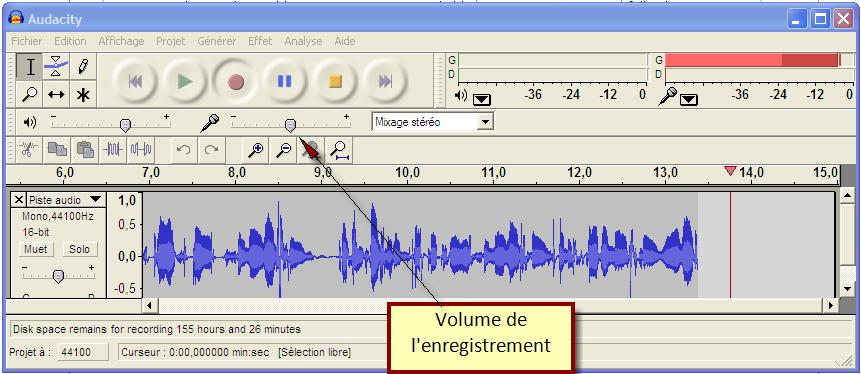 Audacity
Fichier Edition Affichage Projet Générer Effet Analyse Aide
G
D
-36 -24 -12 0
G
D
-36 -24 -12 0
- +
- +
Mixage stéréo
6,0 7,0 8,0 9,0 10,0 11,0 12,0 13,0 14,0 15,0
Piste audio
Mono,44100Hz
16-bit
Muet Solo
- +
G D
1,0
0,5
0,0
-0,5
Volume de
l'enregistrement
Disk space remains for recording 155 hours and 26 minutes
Projet à : 44100 Curseur : 0:00,000000 min:sec [Sélection libre]